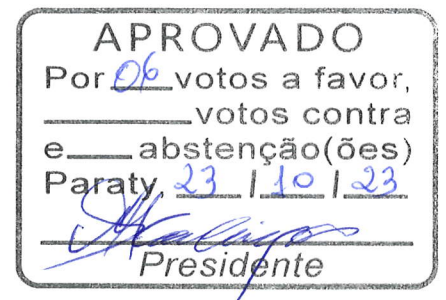 APROVADO
Por 06 votos a favor,
votos contra
e abstenção(ões)
Paraty, 23 / 10 / 23
Presidente